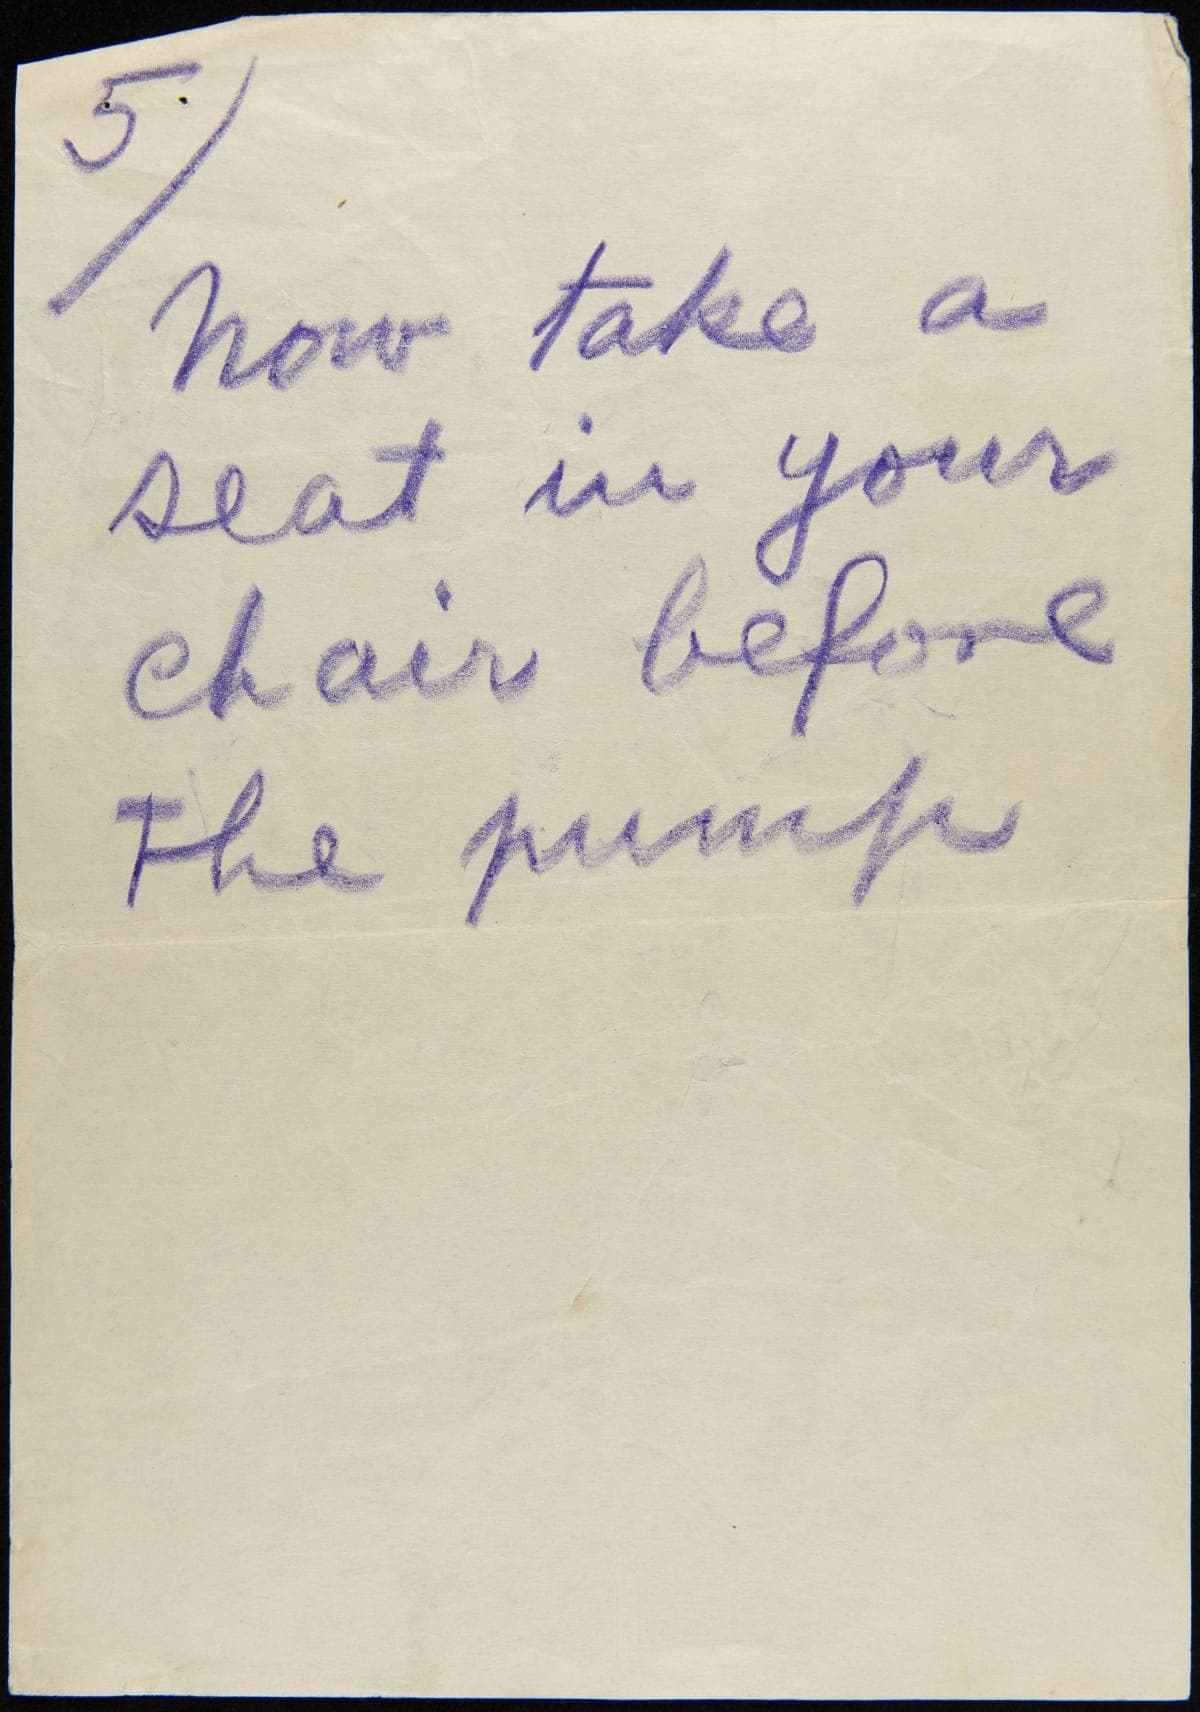 5/
Now take a
seat in your
chair before
The pump